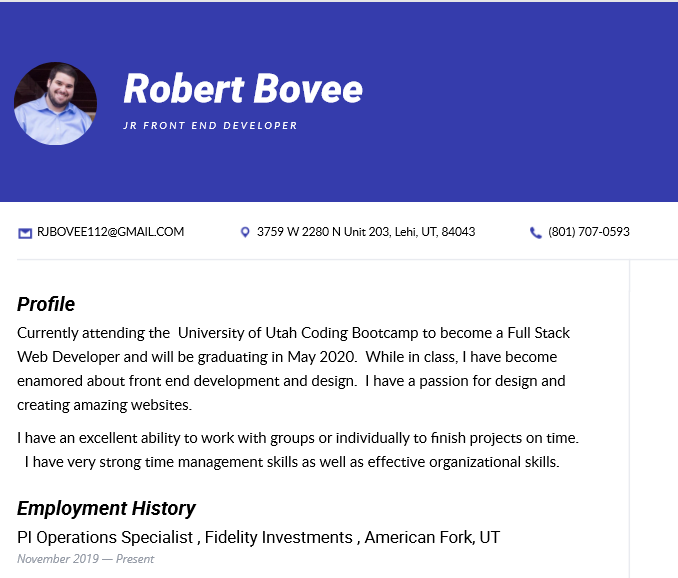 Robert Bovee
JR FRONT END DEVELOPER
RJBOVEE112@GMAIL.COM 3759 W 2280 N Unit 203, Lehi, UT, 84043 (801) 707-0593
Profile
Currently attending the University of Utah Coding Bootcamp to become a Full Stack
Web Developer and will be graduating in May 2020. While in class, I have become
enamored about front end development and design. I have a passion for design and
creating amazing websites.
I have an excellent ability to work with groups or individually to finish projects on time.
I have very strong time management skills as well as effective organizational skills.
Employment History
PI Operations Specialist , Fidelity Investments , American Fork, UT
November 2019 — Present